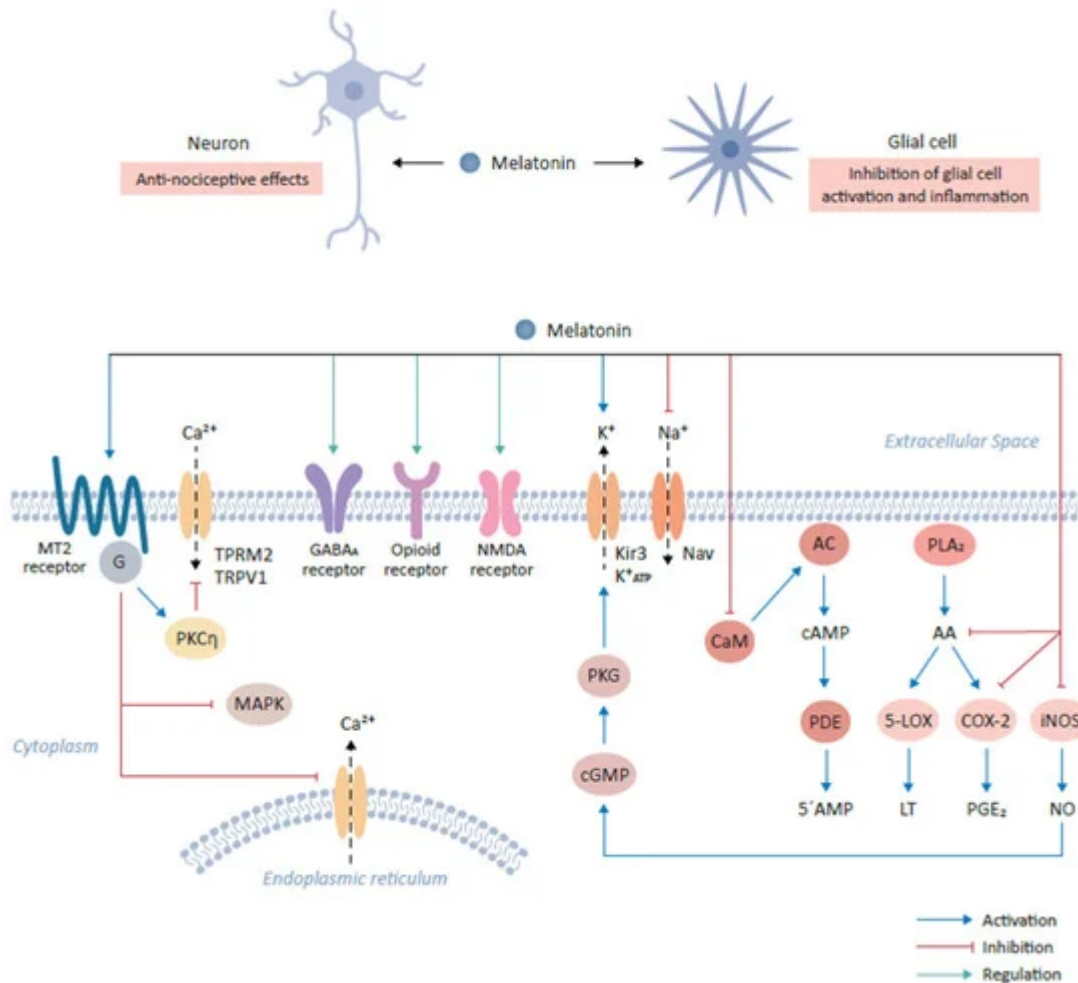 Neuron
Anti-nociceptive effects
Melatonin
Glial cell
Inhibition of glial cell
activation and inflammation
Melatonin
Ca²⁺
K⁺
Na⁺
Extracellular Space
MT2
receptor
G
TPRM2
TRPV1
GABAᴀ
receptor
Opioid
receptor
NMDA
receptor
Kir3
K⁺ATP
Nav
AC
PLA₂
PKCη
CaM
cAMP
AA
PKG
MAPK
Ca²⁺
PDE
5-LOX
COX-2
iNOS
Cytoplasm
cGMP
5´AMP
LT
PGE₂
NO
Endoplasmic reticulum
Activation
Inhibition
Regulation